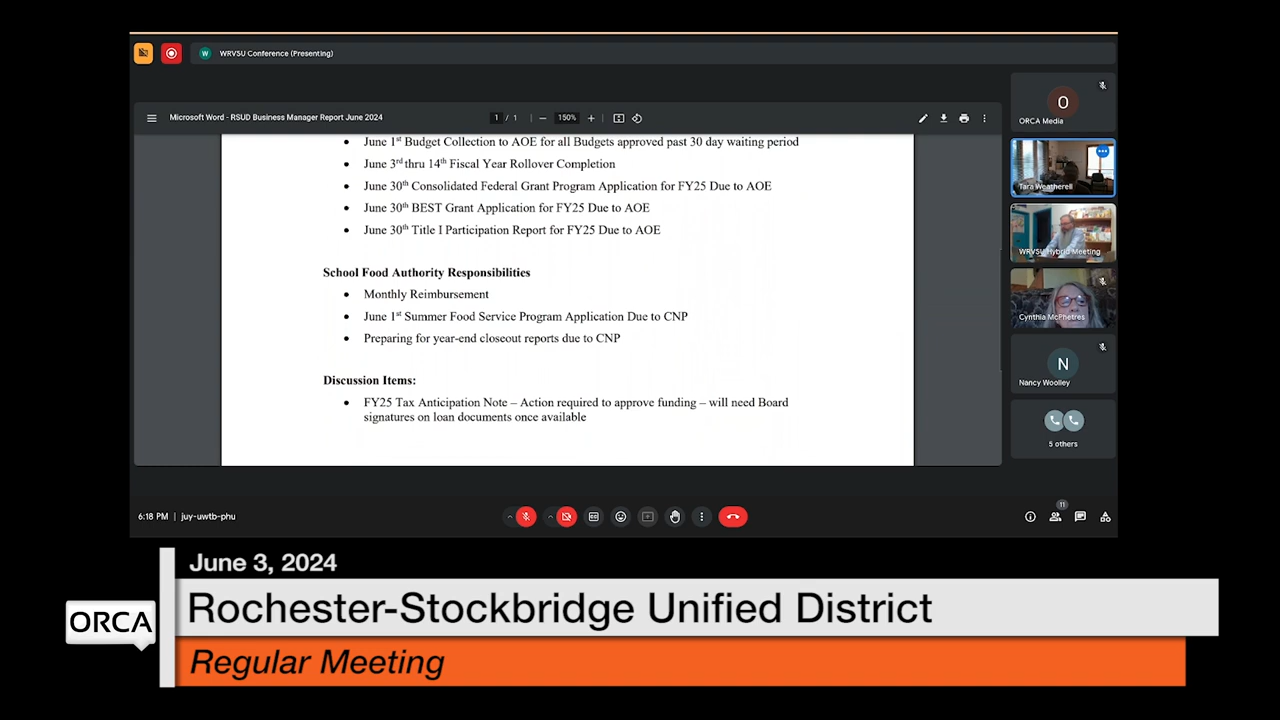 WRVSU Conference (Presenting)
W
Microsoft Word - RSUD Business Manager Report June 2024
1 / 1
150%
June 1st Budget Collection to AOE for all Budgets approved past 30 day waiting period
June 3rd thru 14th Fiscal Year Rollover Completion
June 30th Consolidated Federal Grant Program Application for FY25 Due to AOE
June 30th BEST Grant Application for FY25 Due to AOE
June 30th Title I Participation Report for FY25 Due to AOE
School Food Authority Responsibilities
Monthly Reimbursement
June 1st Summer Food Service Program Application Due to CNP
Preparing for year-end closeout reports due to CNP
Discussion Items:
FY25 Tax Anticipation Note – Action required to approve funding – will need Board
signatures on loan documents once available
O
ORCA Media
Tara Weatherell
WRVSU Hybrid Meeting
Cynthia McPhetres
N
Nancy Woolley
5 others
6:18 PM | juy-uwtb-phu
11
June 3, 2024
ORCA
Rochester-Stockbridge Unified District
Regular Meeting